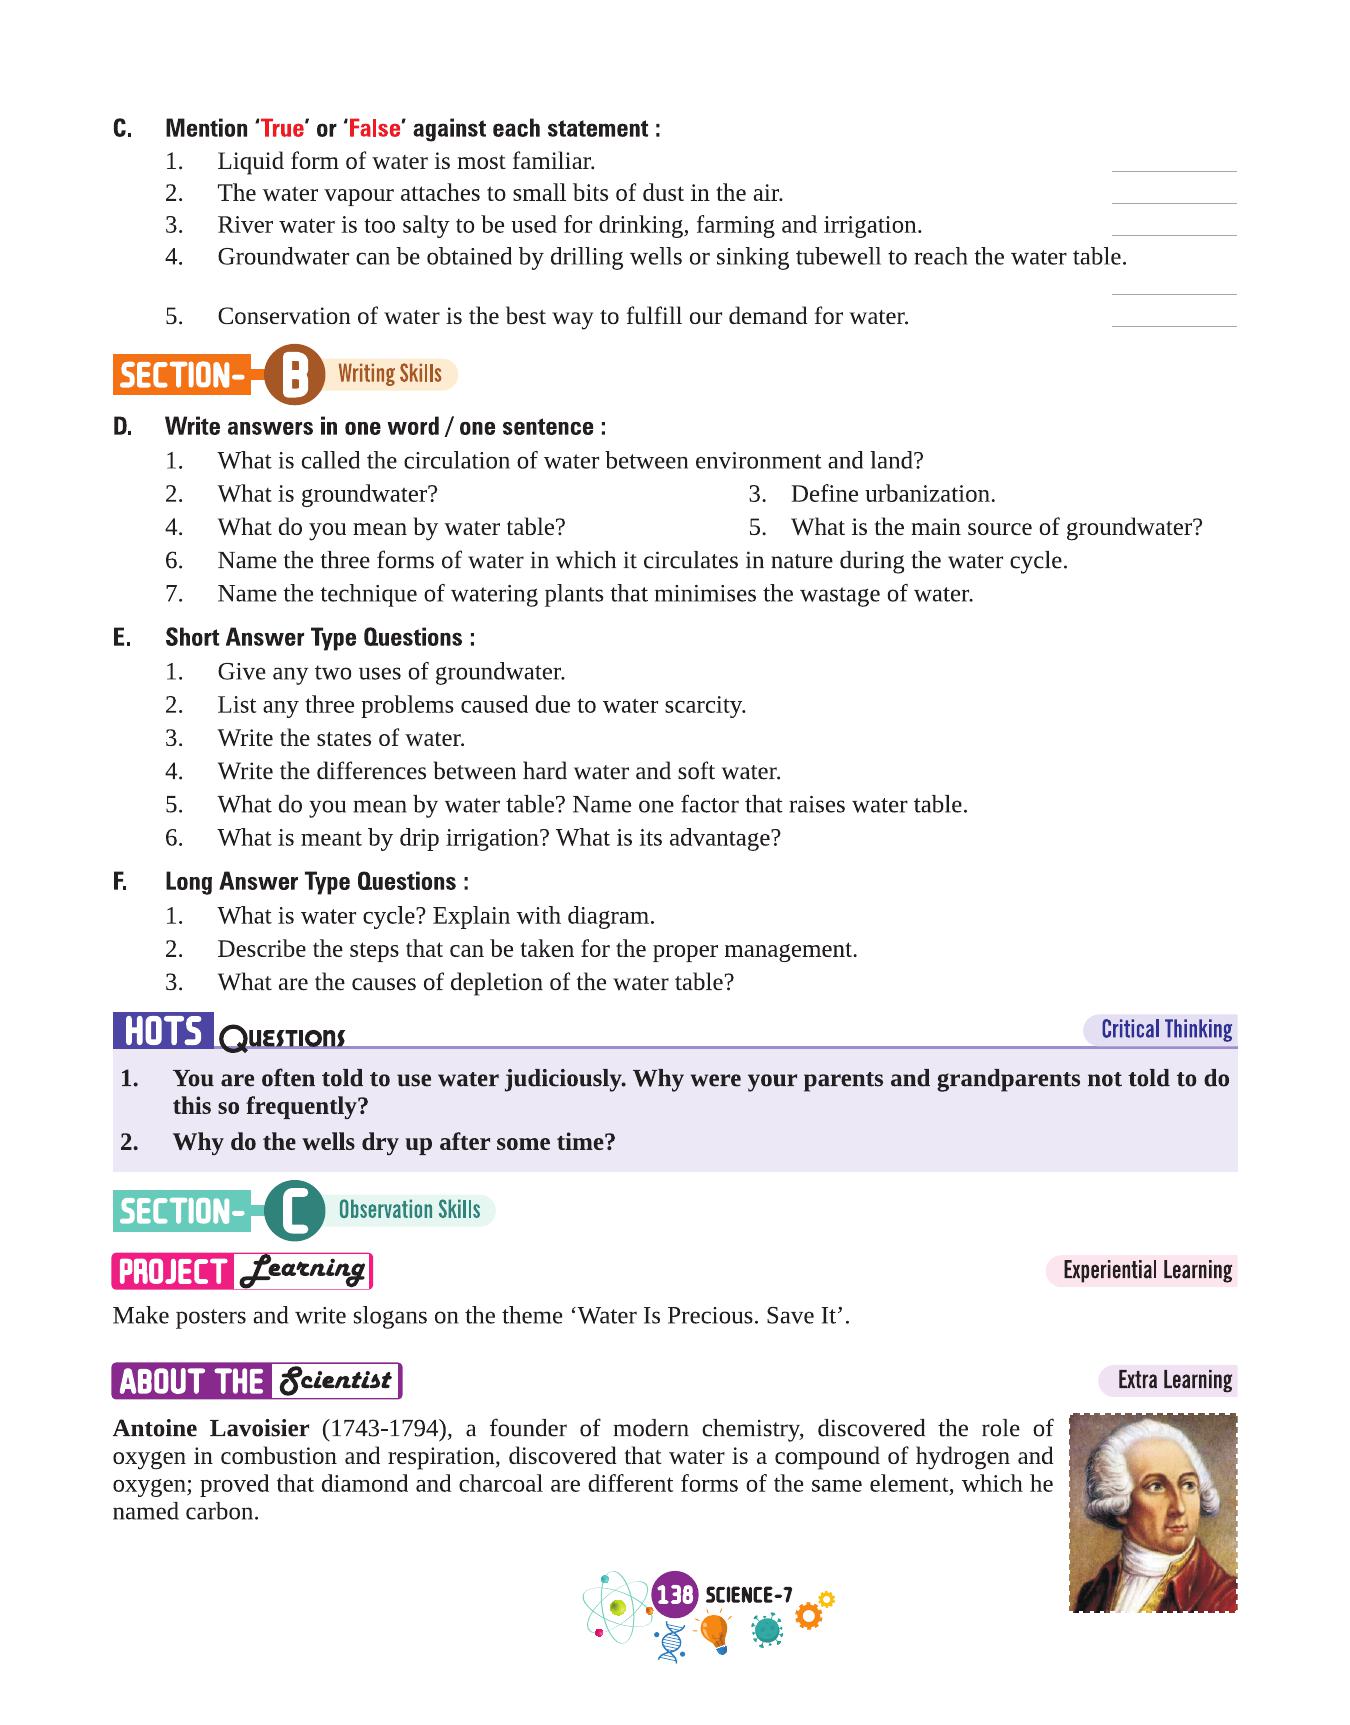 C. Mention ‘True’ or ‘False’ against each statement :
1. Liquid form of water is most familiar.
2. The water vapour attaches to small bits of dust in the air.
3. River water is too salty to be used for drinking, farming and irrigation.
4. Groundwater can be obtained by drilling wells or sinking tubewell to reach the water table.
5. Conservation of water is the best way to fulfill our demand for water.
SECTION- B Writing Skills
D. Write answers in one word / one sentence :
1. What is called the circulation of water between environment and land?
2. What is groundwater? 3. Define urbanization.
4. What do you mean by water table? 5. What is the main source of groundwater?
6. Name the three forms of water in which it circulates in nature during the water cycle.
7. Name the technique of watering plants that minimises the wastage of water.
E. Short Answer Type Questions :
1. Give any two uses of groundwater.
2. List any three problems caused due to water scarcity.
3. Write the states of water.
4. Write the differences between hard water and soft water.
5. What do you mean by water table? Name one factor that raises water table.
6. What is meant by drip irrigation? What is its advantage?
F. Long Answer Type Questions :
1. What is water cycle? Explain with diagram.
2. Describe the steps that can be taken for the proper management.
3. What are the causes of depletion of the water table?
HOTS QUESTIONS Critical Thinking
1. You are often told to use water judiciously. Why were your parents and grandparents not told to do
this so frequently?
2. Why do the wells dry up after some time?
SECTION- C Observation Skills
PROJECT Learning Experiential Learning
Make posters and write slogans on the theme ‘Water Is Precious. Save It’.
ABOUT THE Scientist Extra Learning
Antoine Lavoisier (1743-1794), a founder of modern chemistry, discovered the role of
oxygen in combustion and respiration, discovered that water is a compound of hydrogen and
oxygen; proved that diamond and charcoal are different forms of the same element, which he
named carbon.
138 SCIENCE-7